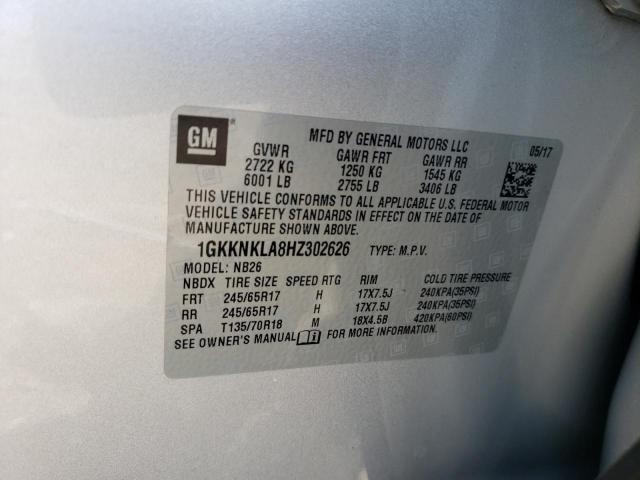 GM
MFD BY GENERAL MOTORS LLC 05/17
GVWR GAWR FRT GAWR RR
2722 KG 1250 KG 1545 KG
6001 LB 2755 LB 3406 LB
THIS VEHICLE CONFORMS TO ALL APPLICABLE U.S. FEDERAL MOTOR
VEHICLE SAFETY STANDARDS IN EFFECT ON THE DATE OF
MANUFACTURE SHOWN ABOVE.
1GKKNKLA8HZ302626 TYPE: M.P.V.
MODEL: NB26
NBDX TIRE SIZE SPEED RTG RIM COLD TIRE PRESSURE
FRT 245/65R17 H 17X7.5J 240KPA(35PSI)
RR 245/65R17 H 17X7.5J 240KPA(35PSI)
SPA T135/70R18 M 18X4.5B 420KPA(60PSI)
SEE OWNER'S MANUAL FOR MORE INFORMATION.